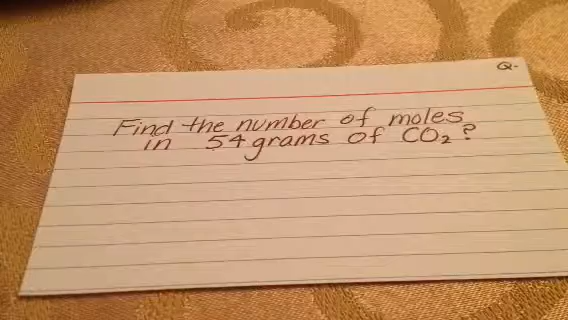 Q-
Find the number of moles
in 54 grams of CO₂?